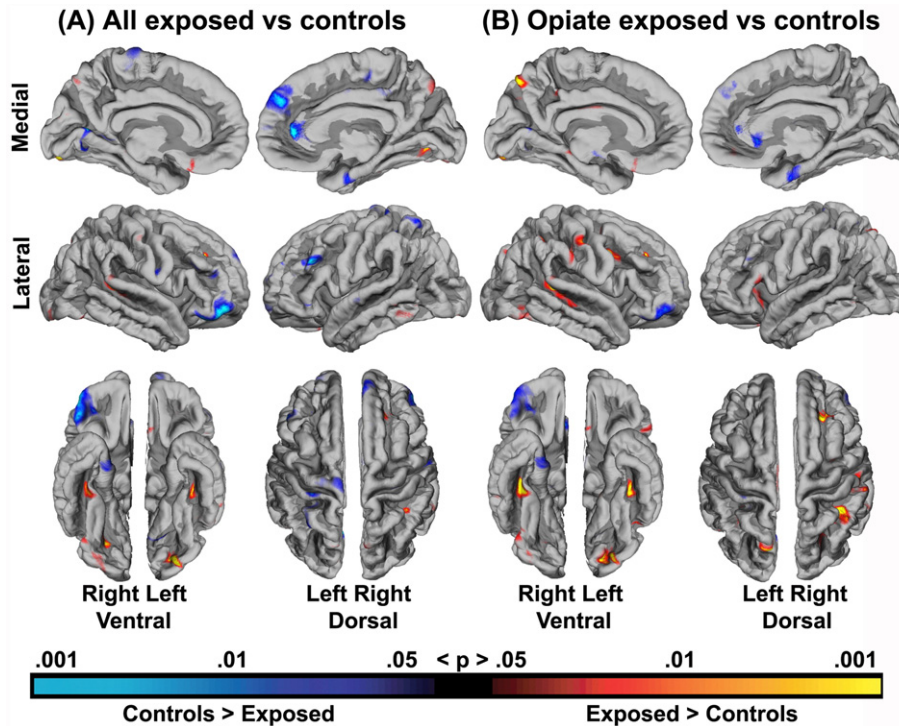 (A) All exposed vs controls
(B) Opiate exposed vs controls
Medial
Lateral
Right Left
Ventral
Left Right
Dorsal
Right Left
Ventral
Left Right
Dorsal
.001 .01 .05 < p > .05 .01 .001
Controls > Exposed
Exposed > Controls